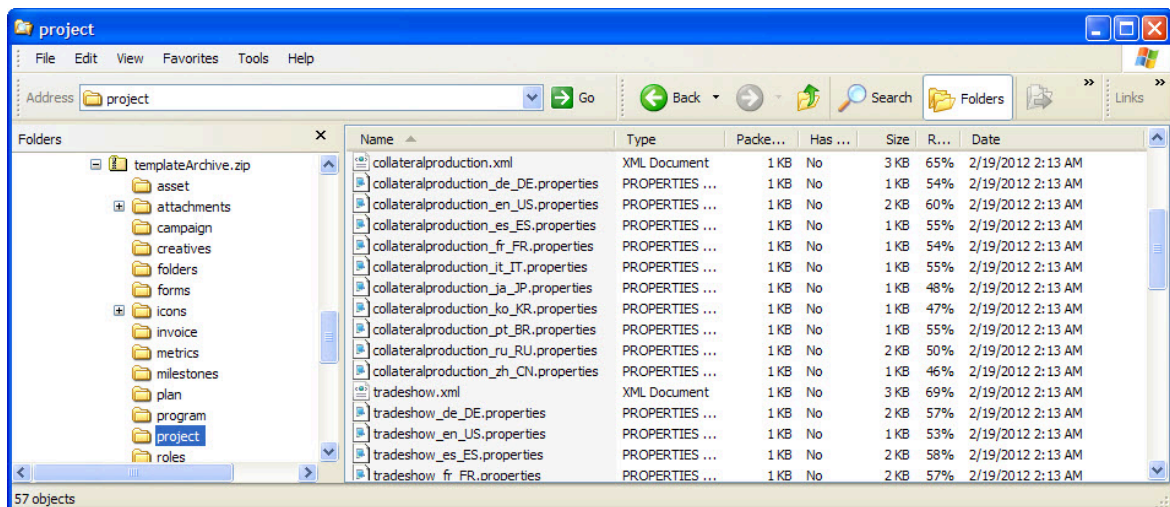 project
File Edit View Favorites Tools Help
Address project Go Back Search Folders » Links »
Folders × Name Type Packe... Has ... Size R... Date
templateArchive.zip
asset
attachments
campaign
creatives
folders
forms
icons
invoice
metrics
milestones
plan
program
project
roles
collateralproduction.xml XML Document 1 KB No 3 KB 65% 2/19/2012 2:13 AM
collateralproduction_de_DE.properties PROPERTIES ... 1 KB No 1 KB 54% 2/19/2012 2:13 AM
collateralproduction_en_US.properties PROPERTIES ... 1 KB No 2 KB 60% 2/19/2012 2:13 AM
collateralproduction_es_ES.properties PROPERTIES ... 1 KB No 1 KB 55% 2/19/2012 2:13 AM
collateralproduction_fr_FR.properties PROPERTIES ... 1 KB No 1 KB 54% 2/19/2012 2:13 AM
collateralproduction_it_IT.properties PROPERTIES ... 1 KB No 1 KB 55% 2/19/2012 2:13 AM
collateralproduction_ja_JP.properties PROPERTIES ... 1 KB No 1 KB 48% 2/19/2012 2:13 AM
collateralproduction_ko_KR.properties PROPERTIES ... 1 KB No 1 KB 47% 2/19/2012 2:13 AM
collateralproduction_pt_BR.properties PROPERTIES ... 1 KB No 1 KB 55% 2/19/2012 2:13 AM
collateralproduction_ru_RU.properties PROPERTIES ... 1 KB No 2 KB 50% 2/19/2012 2:13 AM
collateralproduction_zh_CN.properties PROPERTIES ... 1 KB No 1 KB 46% 2/19/2012 2:13 AM
tradeshow.xml XML Document 1 KB No 3 KB 69% 2/19/2012 2:13 AM
tradeshow_de_DE.properties PROPERTIES ... 1 KB No 2 KB 57% 2/19/2012 2:13 AM
tradeshow_en_US.properties PROPERTIES ... 1 KB No 1 KB 53% 2/19/2012 2:13 AM
tradeshow_es_ES.properties PROPERTIES ... 1 KB No 2 KB 58% 2/19/2012 2:13 AM
tradeshow_fr_FR.properties PROPERTIES ... 1 KB No 2 KB 57% 2/19/2012 2:13 AM
57 objects